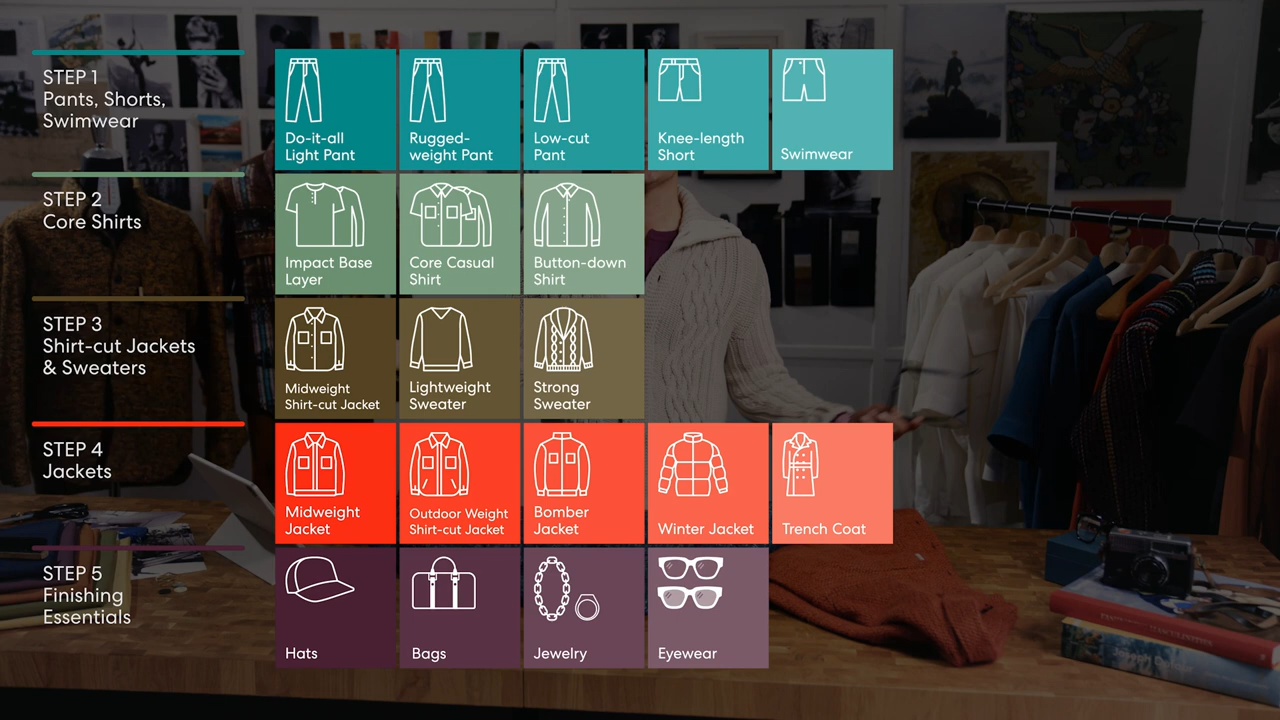 STEP 1
Pants, Shorts,
Swimwear
Do-it-all
Light Pant
Rugged-
weight Pant
Low-cut
Pant
Knee-length
Short
Swimwear
STEP 2
Core Shirts
Impact Base
Layer
Core Casual
Shirt
Button-down
Shirt
STEP 3
Shirt-cut Jackets
& Sweaters
Midweight
Shirt-cut Jacket
Lightweight
Sweater
Strong
Sweater
STEP 4
Jackets
Midweight
Jacket
Outdoor Weight
Shirt-cut Jacket
Bomber
Jacket
Winter Jacket
Trench Coat
STEP 5
Finishing
Essentials
Hats
Bags
Jewelry
Eyewear